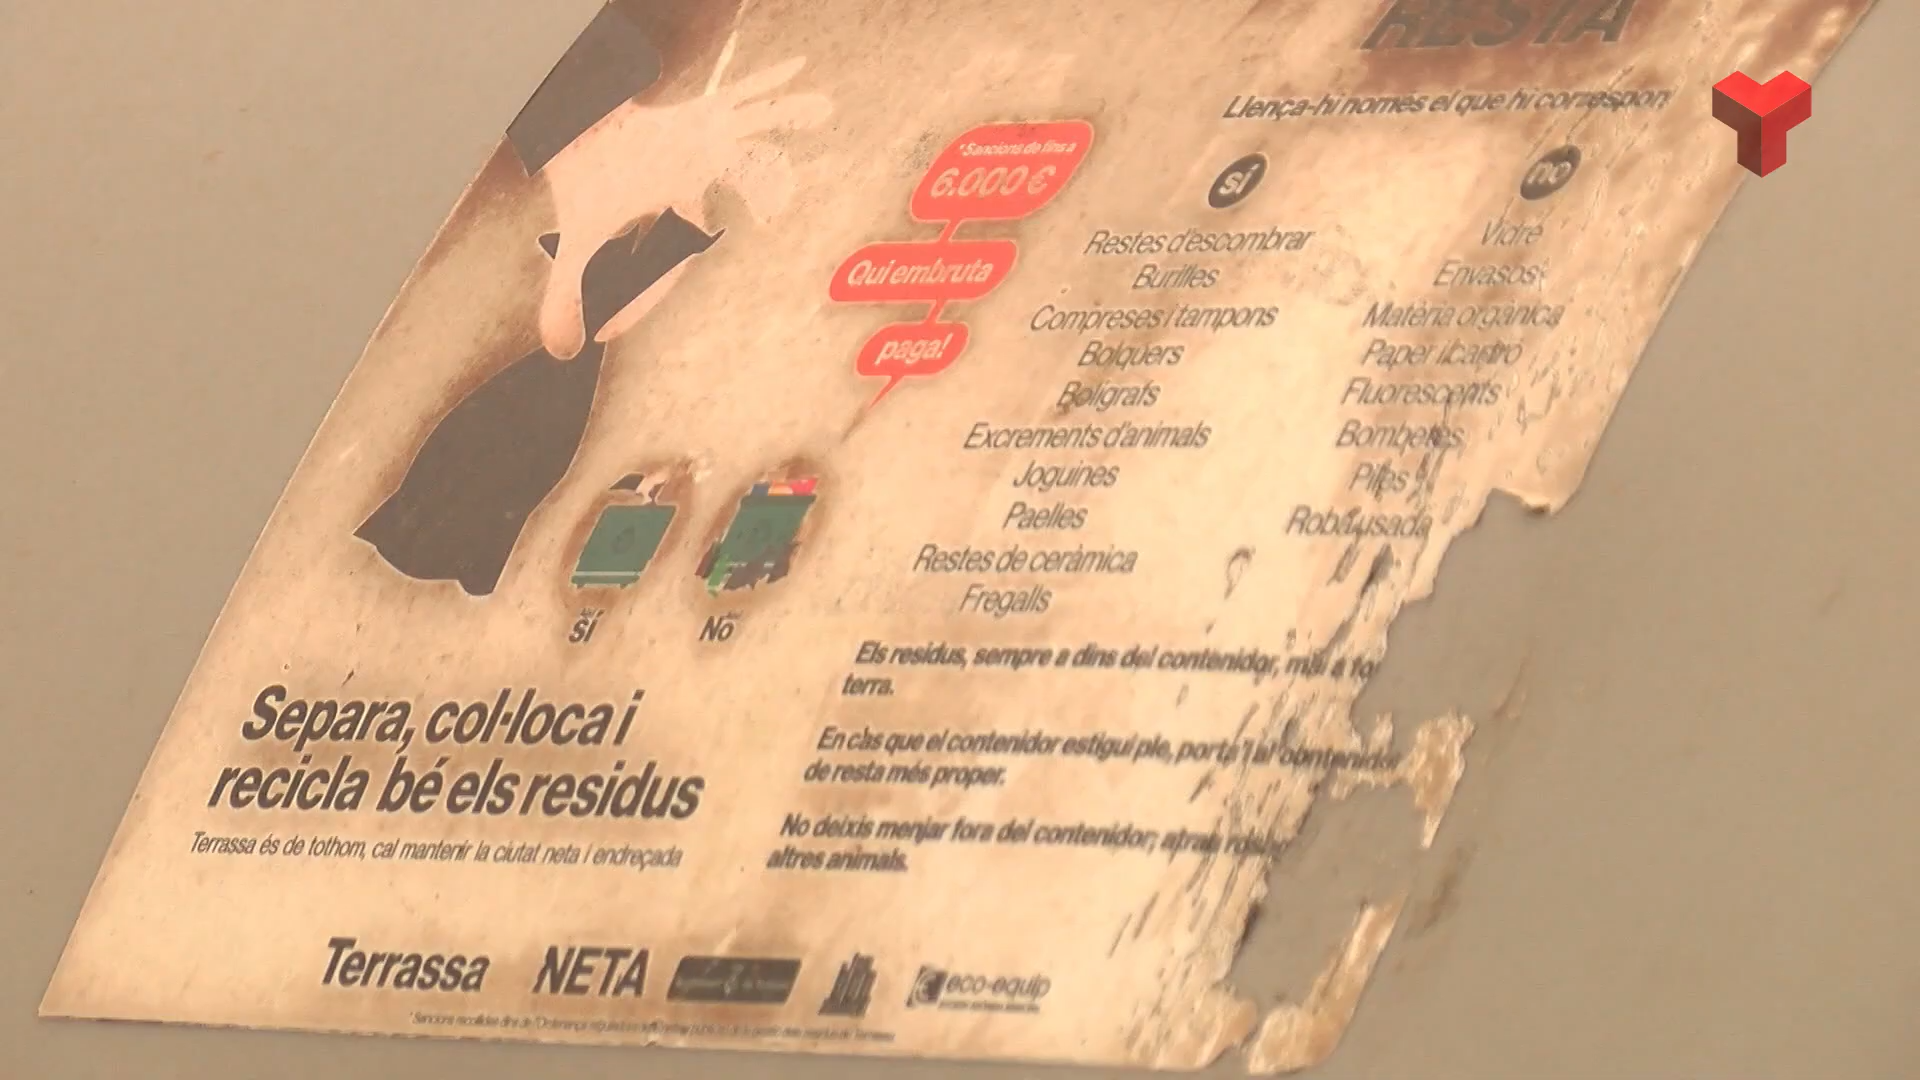 RESTA
Llença-hi només el que hi correspon
*Sancions de fins a
6.000 €
Qui embruta
paga!
sí
Restes d'escombrar
Burilles
Compreses i tampons
Bolquers
Bolígrafs
Excrements d'animals
Joguines
Paelles
Restes de ceràmica
Fregalls
no
Vidre
Envasos
Matèria orgànica
Paper i cartró
Fluorescents
Bombetes
Piles
Roba usada
Sí
No
Els residus, sempre a dins del contenidor, mai a
terra.
En cas que el contenidor estigui ple, porta'l al contenidor
de resta més proper.
No deixis menjar fora del contenidor; atrau
altres animals.
Separa, col·loca i
recicla bé els residus
Terrassa és de tothom, cal mantenir la ciutat neta i endreçada
Terrassa NETA
eco-equip